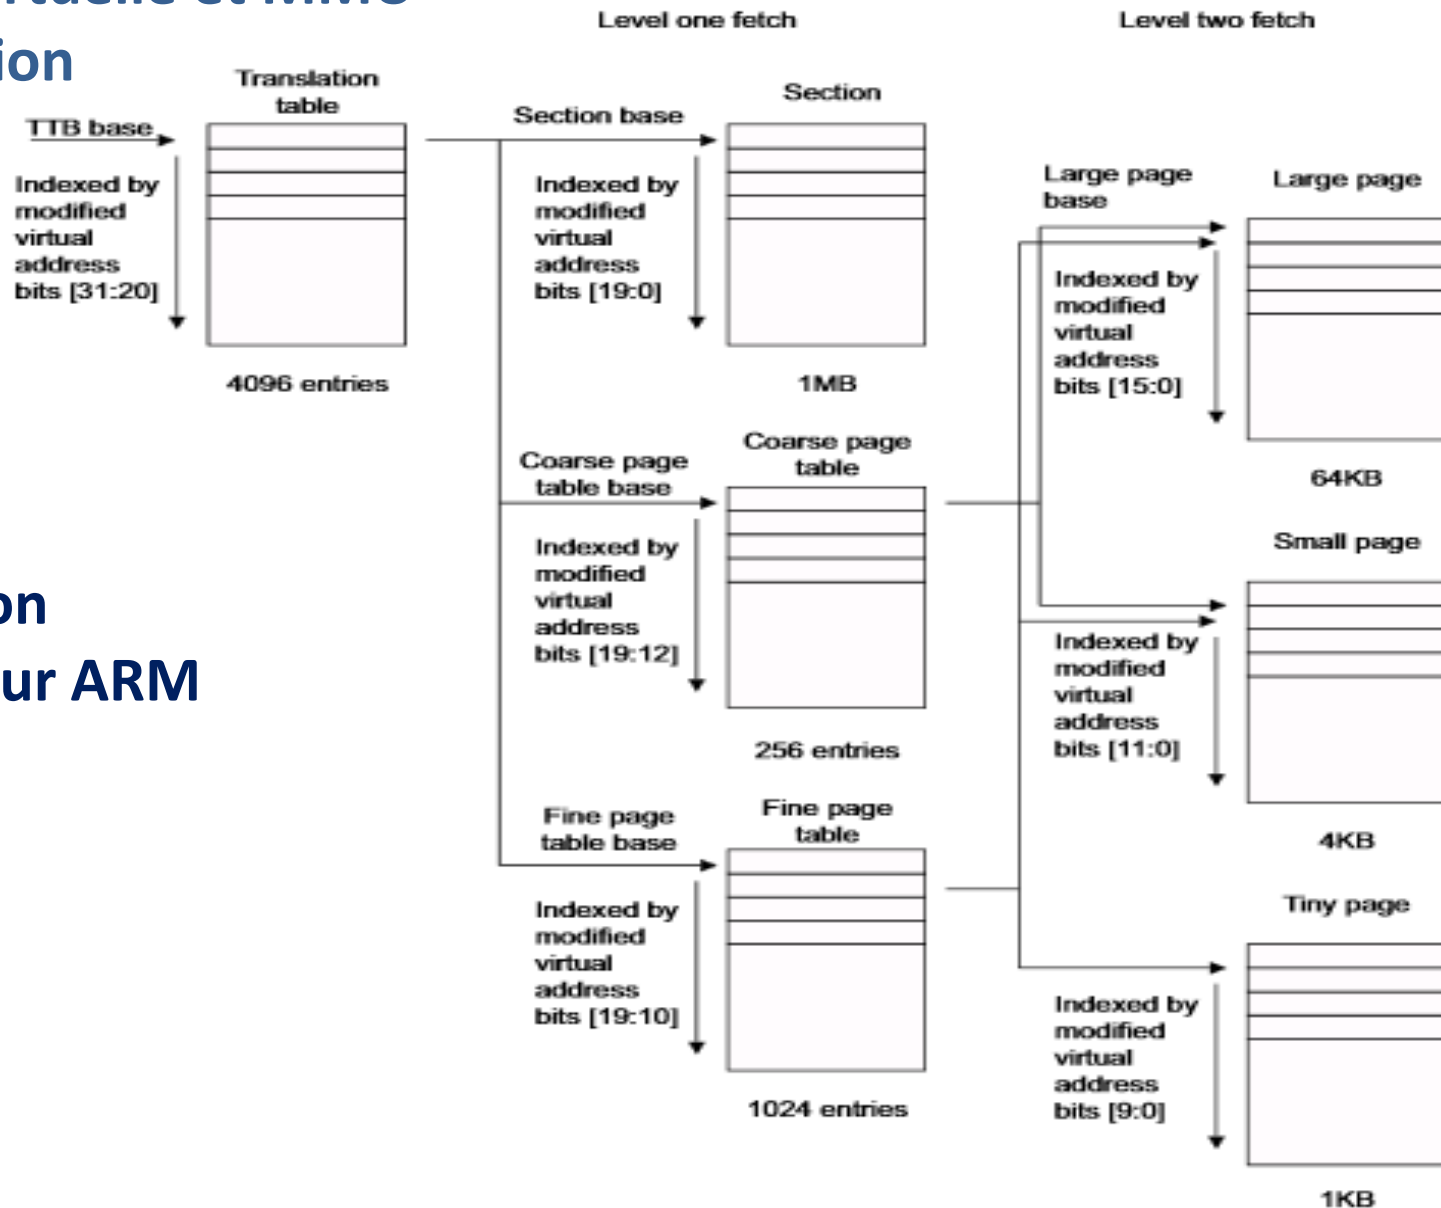 ion
Level one fetch
Level two fetch
Translation
table
TTB base
Indexed by
modified
virtual
address
bits [31:20]
4096 entries
Section base
Section
Indexed by
modified
virtual
address
bits [19:0]
1MB
Coarse page
table base
Coarse page
table
Indexed by
modified
virtual
address
bits [19:12]
256 entries
Fine page
table base
Fine page
table
Indexed by
modified
virtual
address
bits [19:10]
1024 entries
Large page
base
Large page
Indexed by
modified
virtual
address
bits [15:0]
64KB
Small page
Indexed by
modified
virtual
address
bits [11:0]
4KB
Tiny page
Indexed by
modified
virtual
address
bits [9:0]
1KB
on
ur ARM